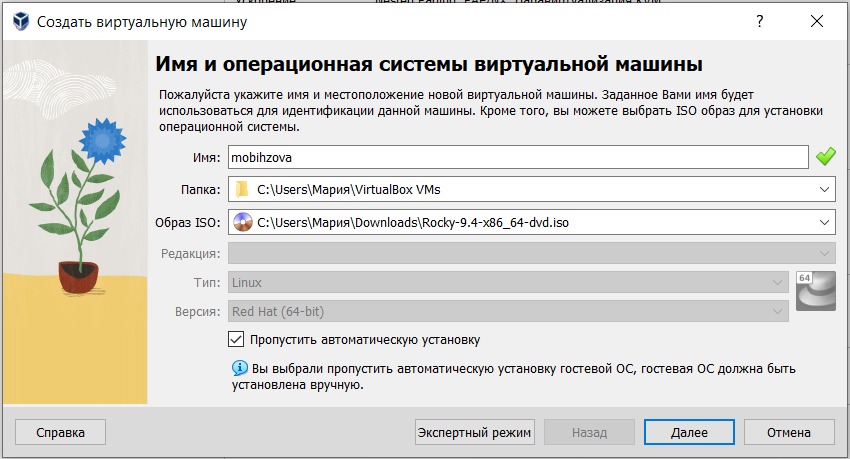 Создать виртуальную машину
?
Имя и операционная системы виртуальной машины
Пожалуйста укажите имя и местоположение новой виртуальной машины. Заданное Вами имя будет
использоваться для идентификации данной машины. Кроме того, вы можете выбрать ISO образ для установки
операционной системы.
Имя: mobihzova
Папка: C:\Users\Мария\VirtualBox VMs
Образ ISO: C:\Users\Мария\Downloads\Rocky-9.4-x86_64-dvd.iso
Редакция:
Тип: Linux
64
Версия: Red Hat (64-bit)
Пропустить автоматическую установку
Вы выбрали пропустить автоматическую установку гостевой ОС, гостевая ОС должна быть
установлена вручную.
Справка Экспертный режим Назад Далее Отмена